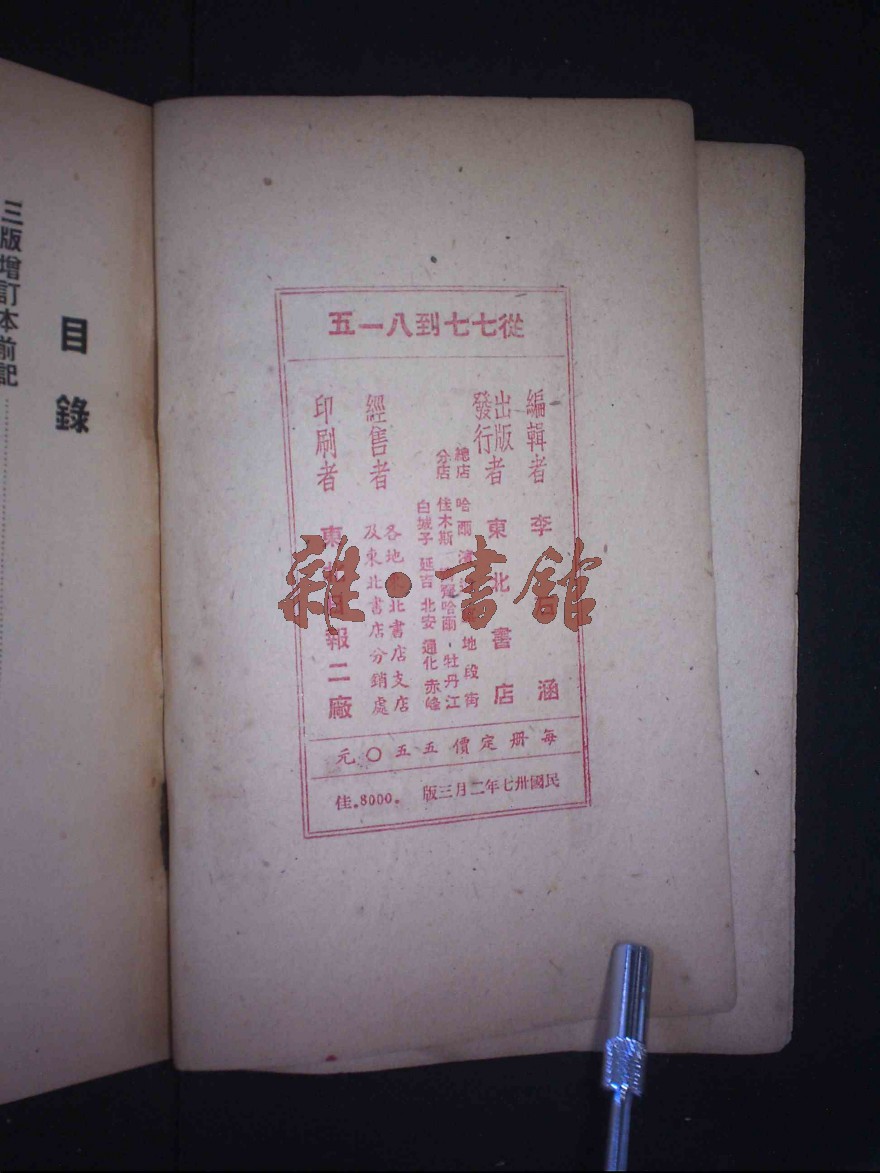 從七七到八一五
編輯者 李 涵
出版者 東北書店
發行
總店 哈爾濱 地段街
分店 佳木斯 哈爾、牡丹江
白城子 延吉 北安 通化 赤峰
經售者 各地 北書店支店
及東北書店分銷處
印刷者 東 報二廠
每册定價五五〇元
民國卅七年二月三版 佳.8000.
目錄
三版增訂本前記
雜·書館